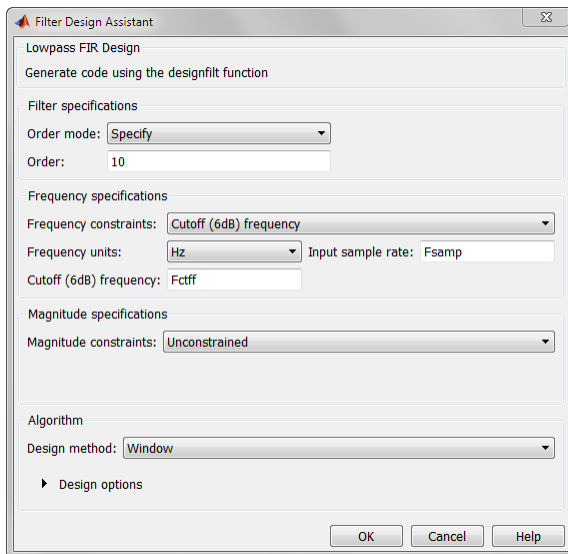 Filter Design Assistant
Lowpass FIR Design
Generate code using the designfilt function
Filter specifications
Order mode: Specify
Order: 10
Frequency specifications
Frequency constraints: Cutoff (6dB) frequency
Frequency units: Hz Input sample rate: Fsamp
Cutoff (6dB) frequency: Fctff
Magnitude specifications
Magnitude constraints: Unconstrained
Algorithm
Design method: Window
Design options
OK Cancel Help